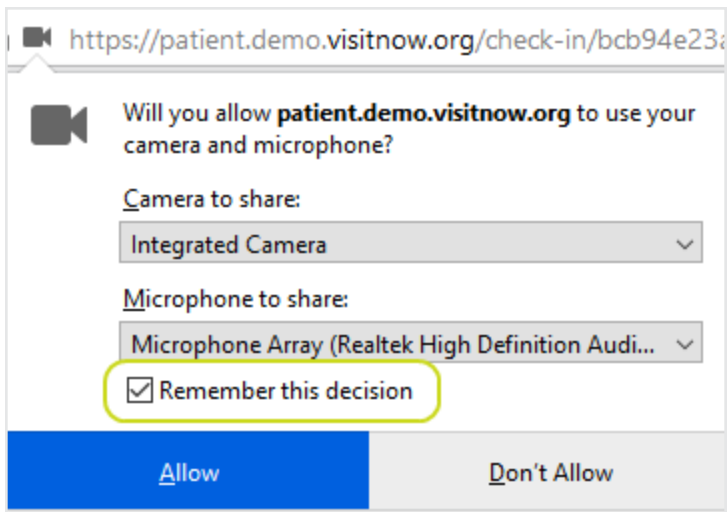 https://patient.demo.visitnow.org/check-in/bcb94e23
Will you allow patient.demo.visitnow.org to use your
camera and microphone?
Camera to share:
Integrated Camera
Microphone to share:
Microphone Array (Realtek High Definition Audi...
Remember this decision
Allow
Don't Allow